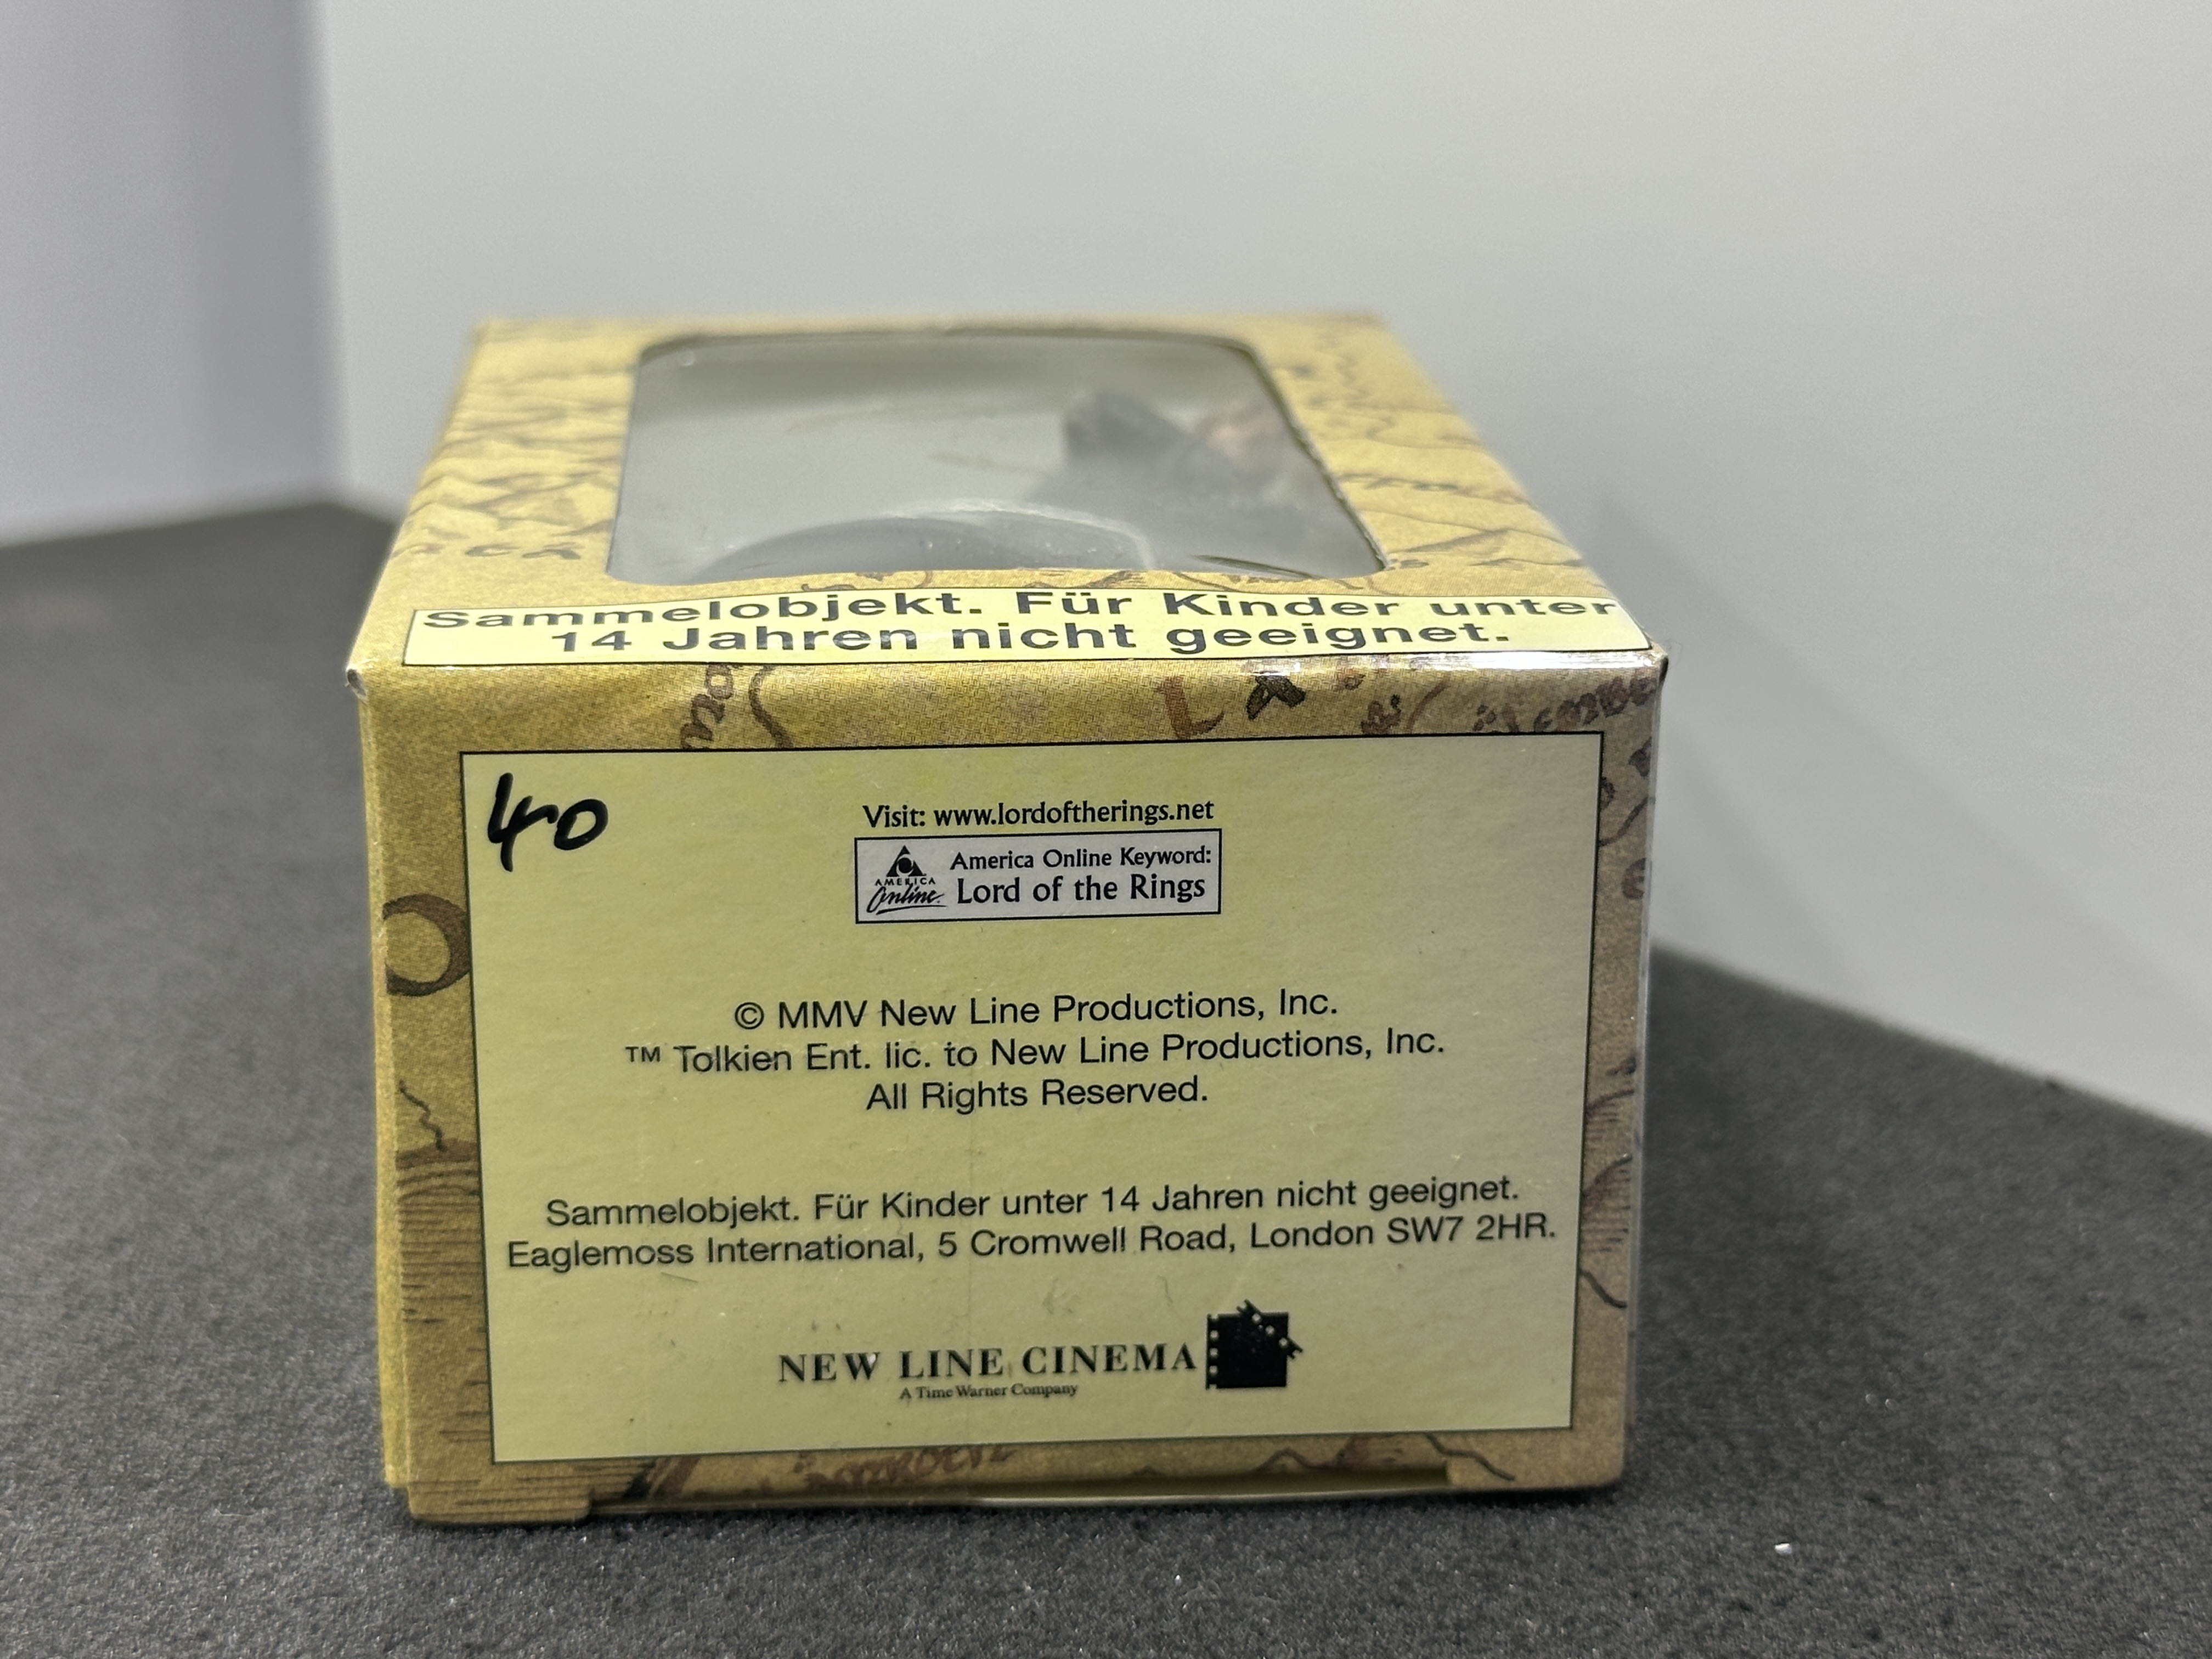 Sammelobjekt. Für Kinder unter
14 Jahren nicht geeignet.
40
Visit: www.lordoftherings.net
AMERICA
Online
America Online Keyword:
Lord of the Rings
© MMV New Line Productions, Inc.
™ Tolkien Ent. lic. to New Line Productions, Inc.
All Rights Reserved.
Sammelobjekt. Für Kinder unter 14 Jahren nicht geeignet.
Eaglemoss International, 5 Cromwell Road, London SW7 2HR.
NEW LINE CINEMA
A Time Warner Company